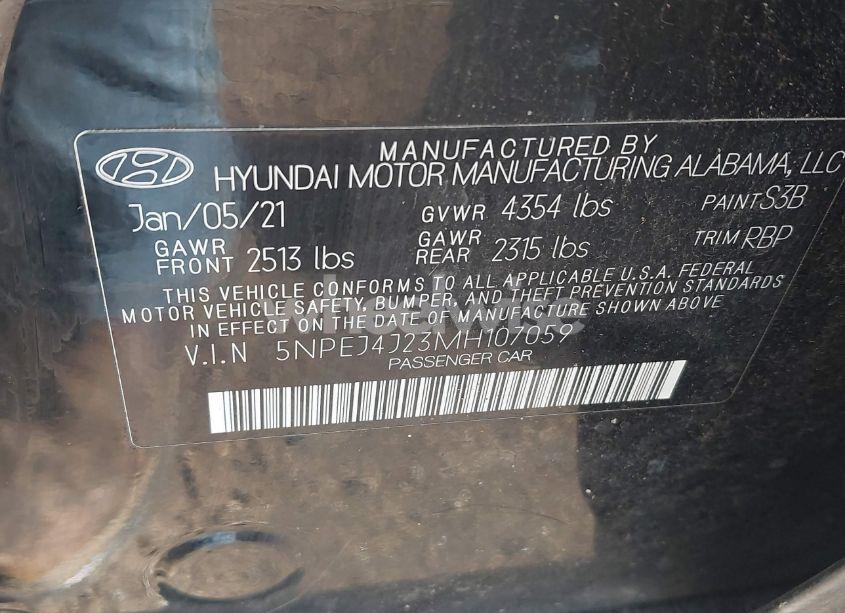 MANUFACTURED BY
HYUNDAI MOTOR MANUFACTURING ALABAMA, LLC
Jan/05/21 GVWR 4354 lbs PAINT S3B
GAWR FRONT 2513 lbs GAWR REAR 2315 lbs TRIM RBP
THIS VEHICLE CONFORMS TO ALL APPLICABLE U.S.A. FEDERAL
MOTOR VEHICLE SAFETY, BUMPER, AND THEFT PREVENTION STANDARDS
IN EFFECT ON THE DATE OF MANUFACTURE SHOWN ABOVE
V.I.N 5NPEJ4J23MH107059
PASSENGER CAR